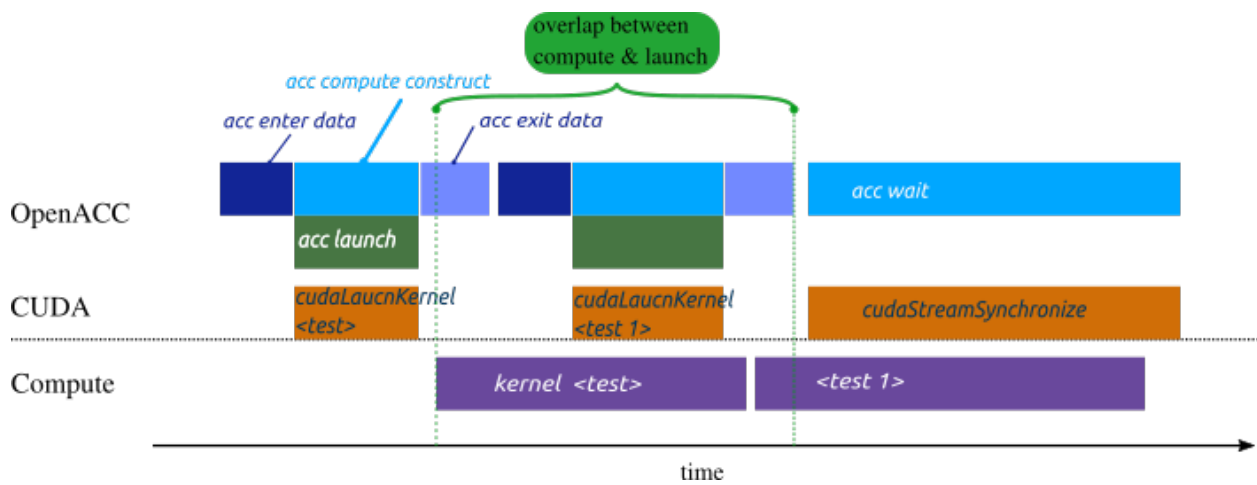 overlap between
compute & launch
acc compute construct
acc enter data
acc exit data
OpenACC
acc wait
acc launch
CUDA
cudaLaucnKernel
<test>
cudaLaucnKernel
<test 1>
cudaStreamSynchronize
Compute
kernel <test>
<test 1>
time